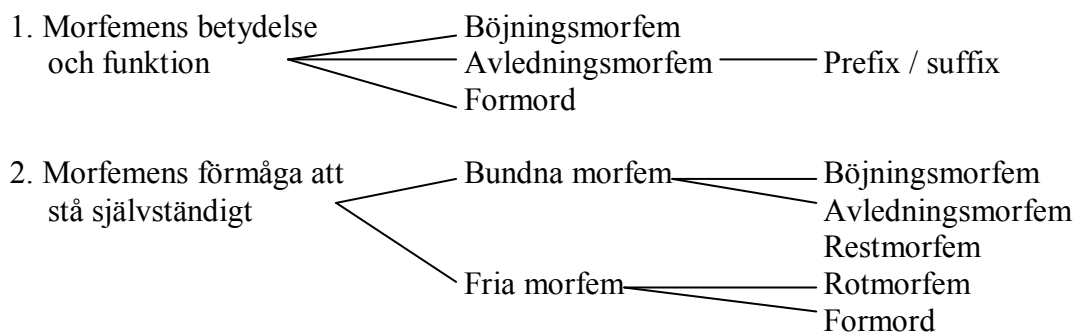 1. Morfemens betydelse Böjningsmorfem
och funktion Avledningsmorfem Prefix / suffix
Formord
2. Morfemens förmåga att Bundna morfem Böjningsmorfem
stå självständigt Avledningsmorfem
Restmorfem
Fria morfem Rotmorfem
Formord